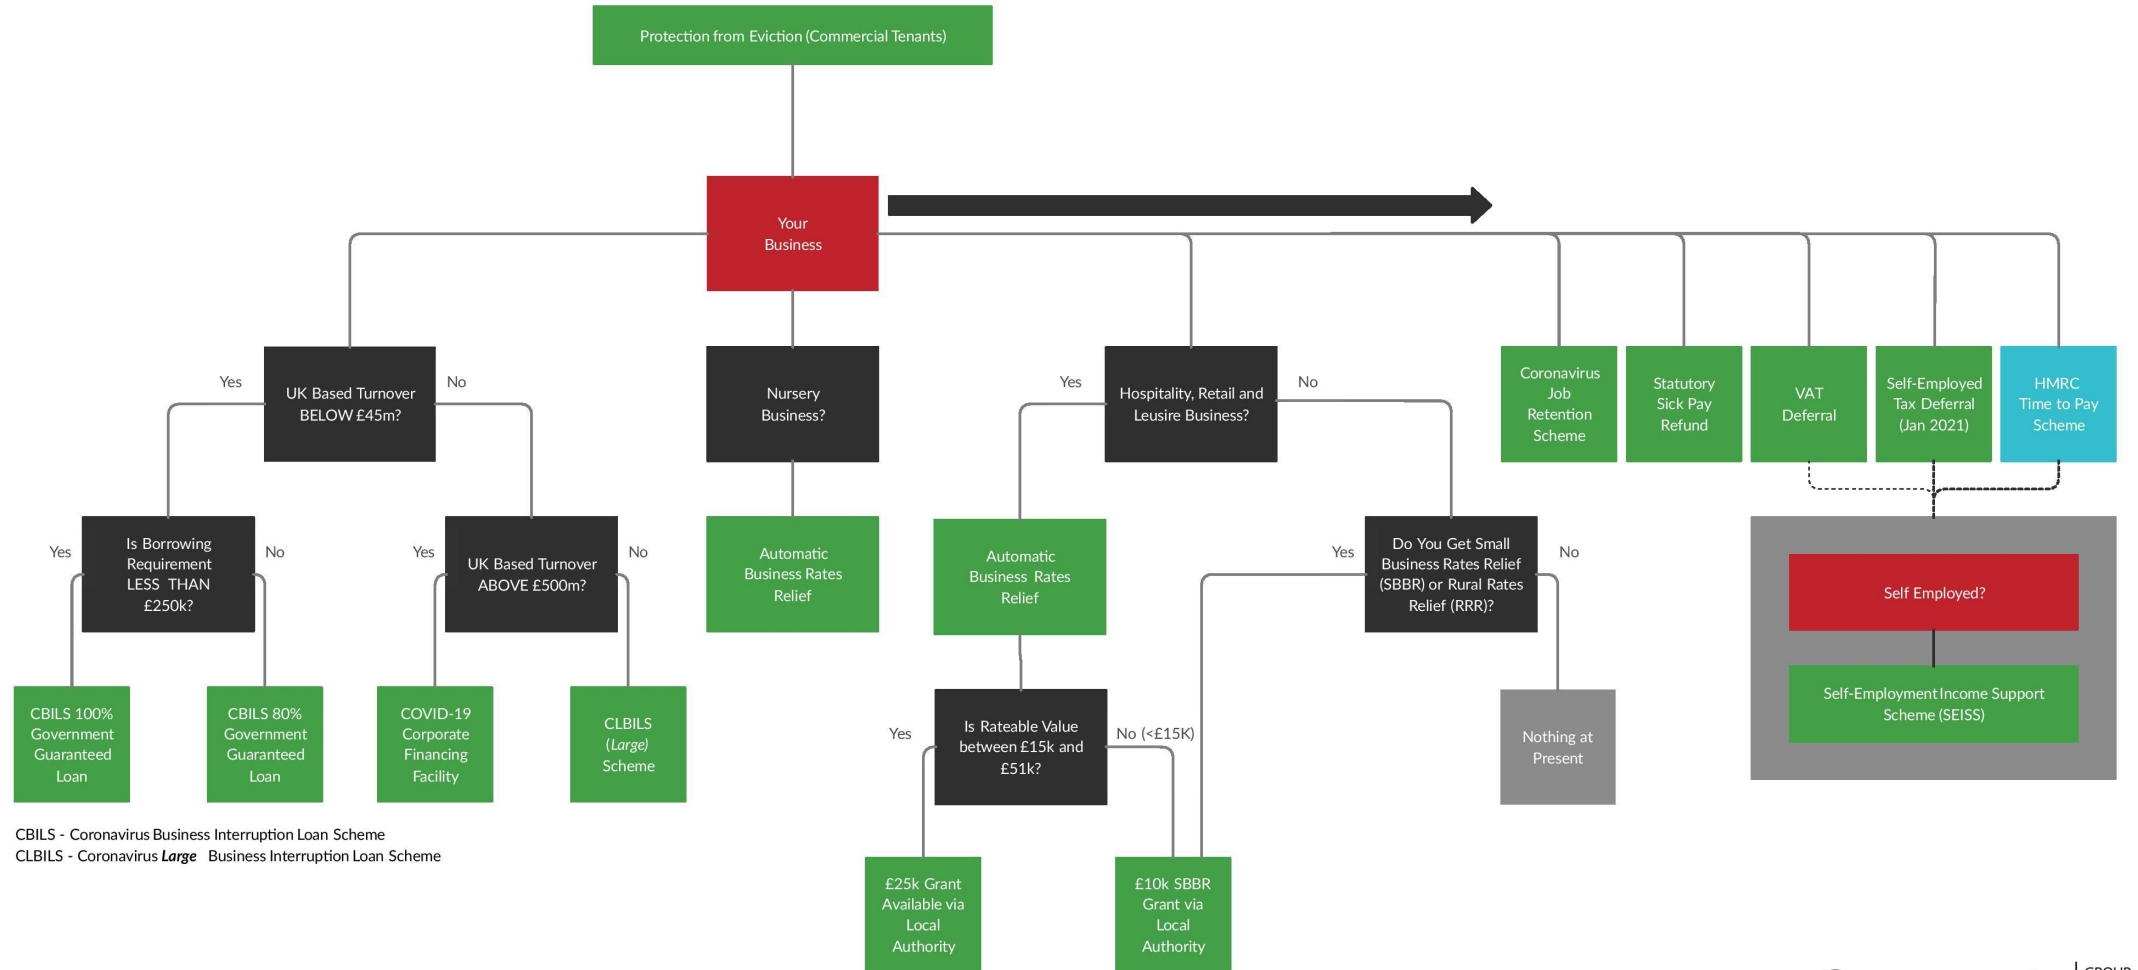 Protection from Eviction (Commercial Tenants)
Your
Business
Yes
UK Based Turnover
BELOW £45m?
No
Nursery
Business?
Yes
Hospitality, Retail and
Leusire Business?
No
Coronavirus
Job
Retention
Scheme
Statutory
Sick Pay
Refund
VAT
Deferral
Self-Employed
Tax Deferral
(Jan 2021)
HMRC
Time to Pay
Scheme
Yes
Is Borrowing
Requirement
LESS THAN
£250k?
No
Yes
UK Based Turnover
ABOVE £500m?
No
Automatic
Business Rates
Relief
Automatic
Business Rates
Relief
Yes
Do You Get Small
Business Rates Relief
(SBBR) or Rural Rates
Relief (RRR)?
No
Self Employed?
Self-Employment Income Support
Scheme (SEISS)
CBILS 100%
Government
Guaranteed
Loan
CBILS 80%
Government
Guaranteed
Loan
COVID-19
Corporate
Financing
Facility
CLBILS
(Large)
Scheme
Yes
Is Rateable Value
between £15k and
£51k?
No (<£15K)
Nothing at
Present
CBILS - Coronavirus Business Interruption Loan Scheme
CLBILS - Coronavirus Large Business Interruption Loan Scheme
£25k Grant
Available via
Local
Authority
£10k SBBR
Grant via
Local
Authority